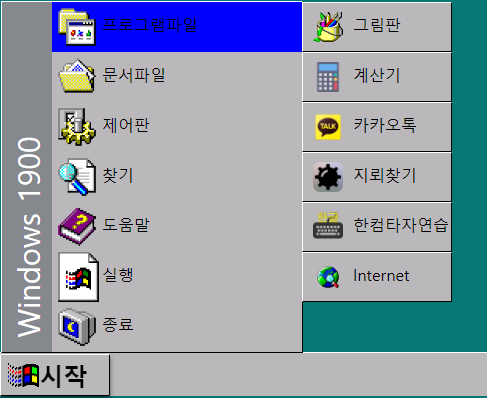 Windows 1900
프로그램파일
문서파일
제어판
찾기
도움말
실행
종료
그림판
계산기
TALK
카카오톡
지뢰찾기
한컴타자연습
Internet
시작